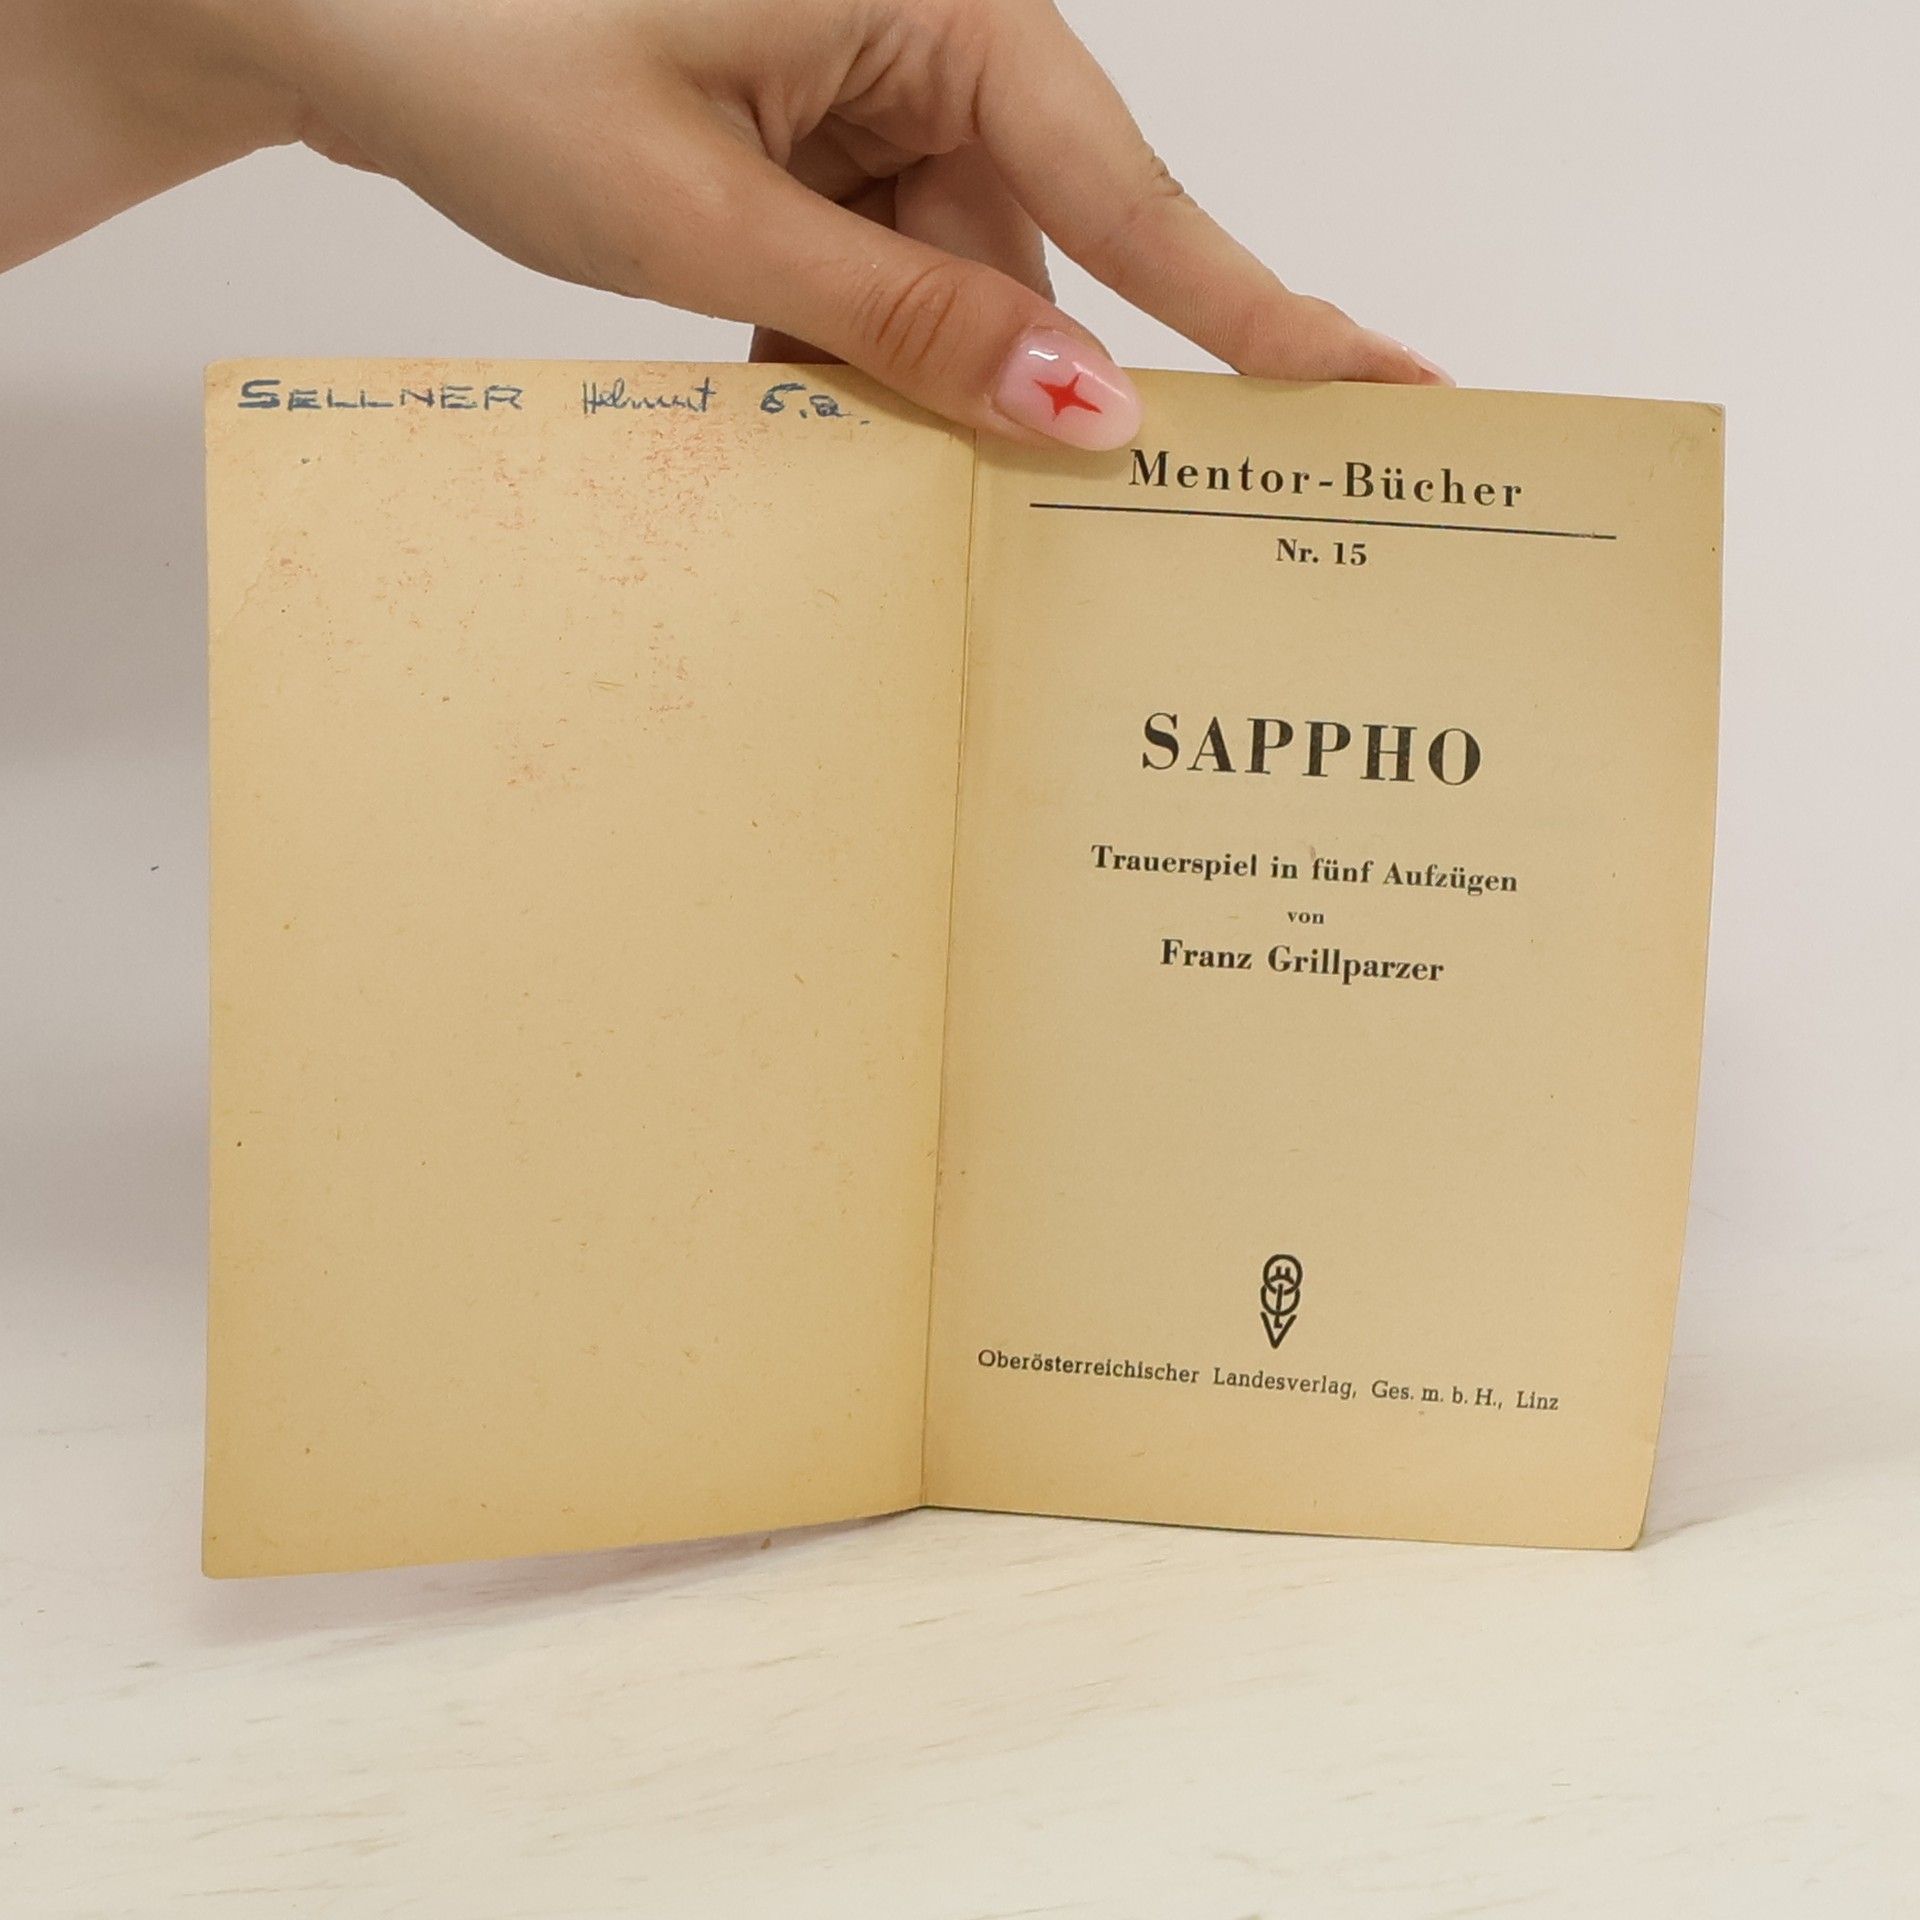 SELLNER Helmut 6.a.
Mentor-Bücher
Nr. 15
SAPPHO
Trauerspiel in fünf Aufzügen
von
Franz Grillparzer
OÖLV
Oberösterreichischer Landesverlag, Ges. m. b. H., Linz